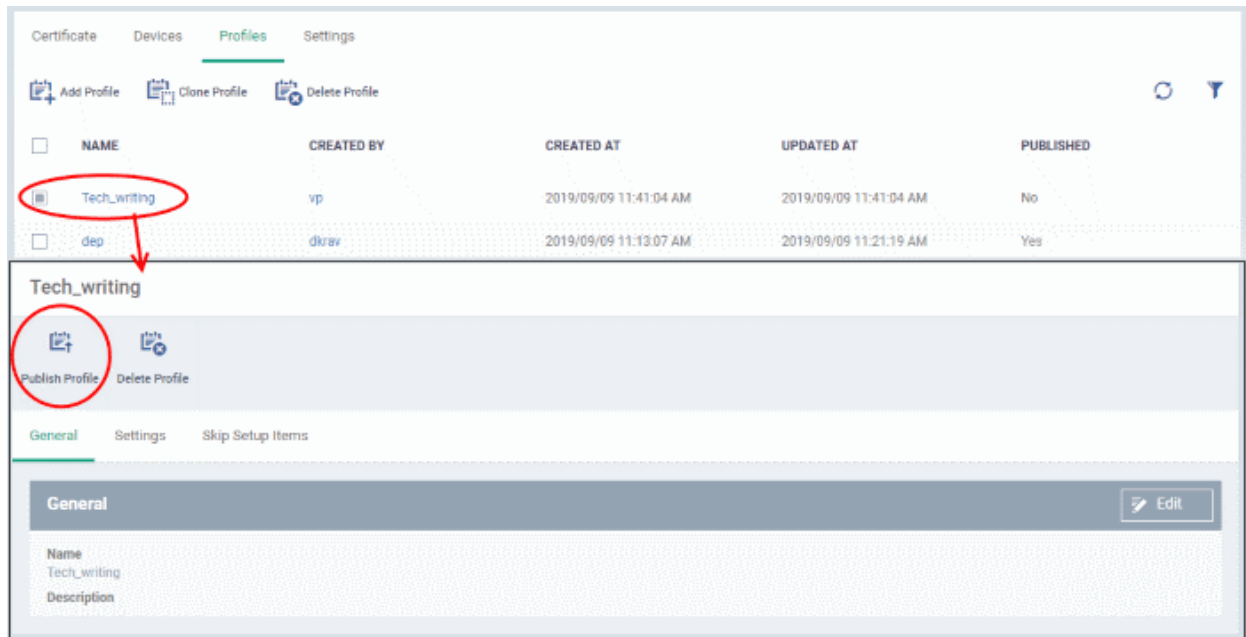 Certificate Devices Profiles Settings
Add Profile Clone Profile Delete Profile
NAME CREATED BY CREATED AT UPDATED AT PUBLISHED
Tech_writing vp 2019/09/09 11:41:04 AM 2019/09/09 11:41:04 AM No
dep dkrav 2019/09/09 11:13:07 AM 2019/09/09 11:21:19 AM Yes
Tech_writing
Publish Profile Delete Profile
General Settings Skip Setup Items
General Edit
Name
Tech_writing
Description